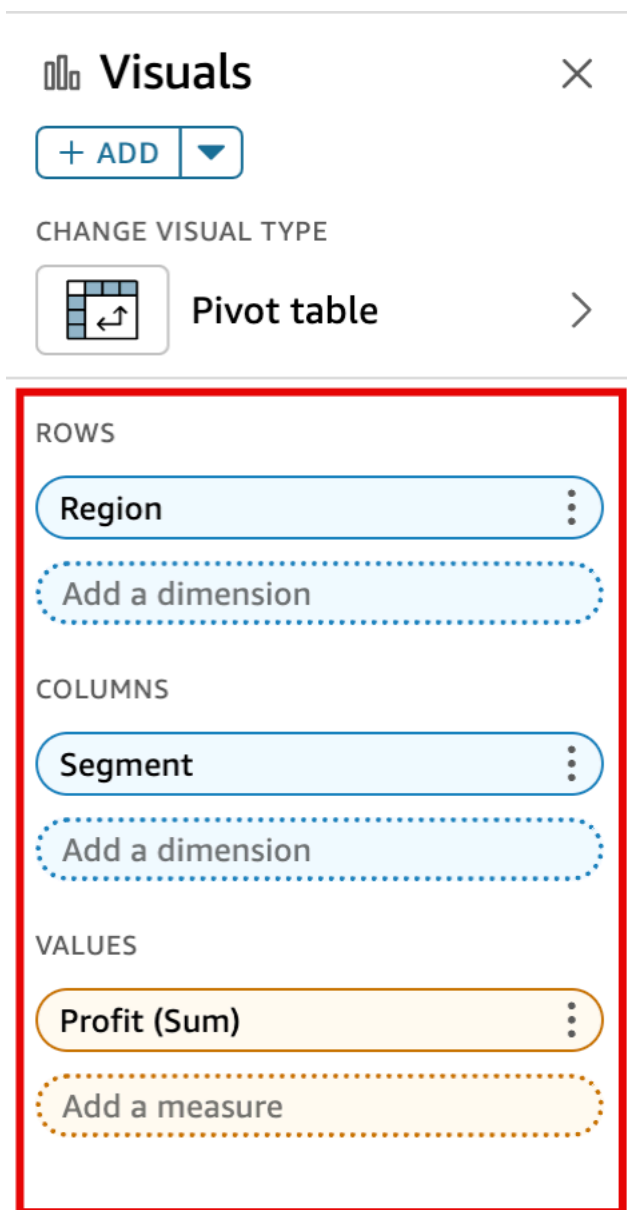 Visuals
+ ADD
CHANGE VISUAL TYPE
Pivot table
ROWS
Region
Add a dimension
COLUMNS
Segment
Add a dimension
VALUES
Profit (Sum)
Add a measure